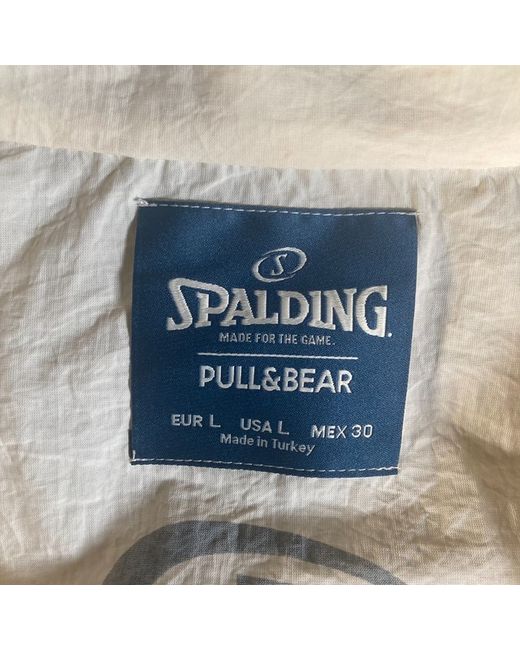 S
SPALDING.
MADE FOR THE GAME.
PULL&BEAR
EUR L USA L MEX 30
Made in Turkey